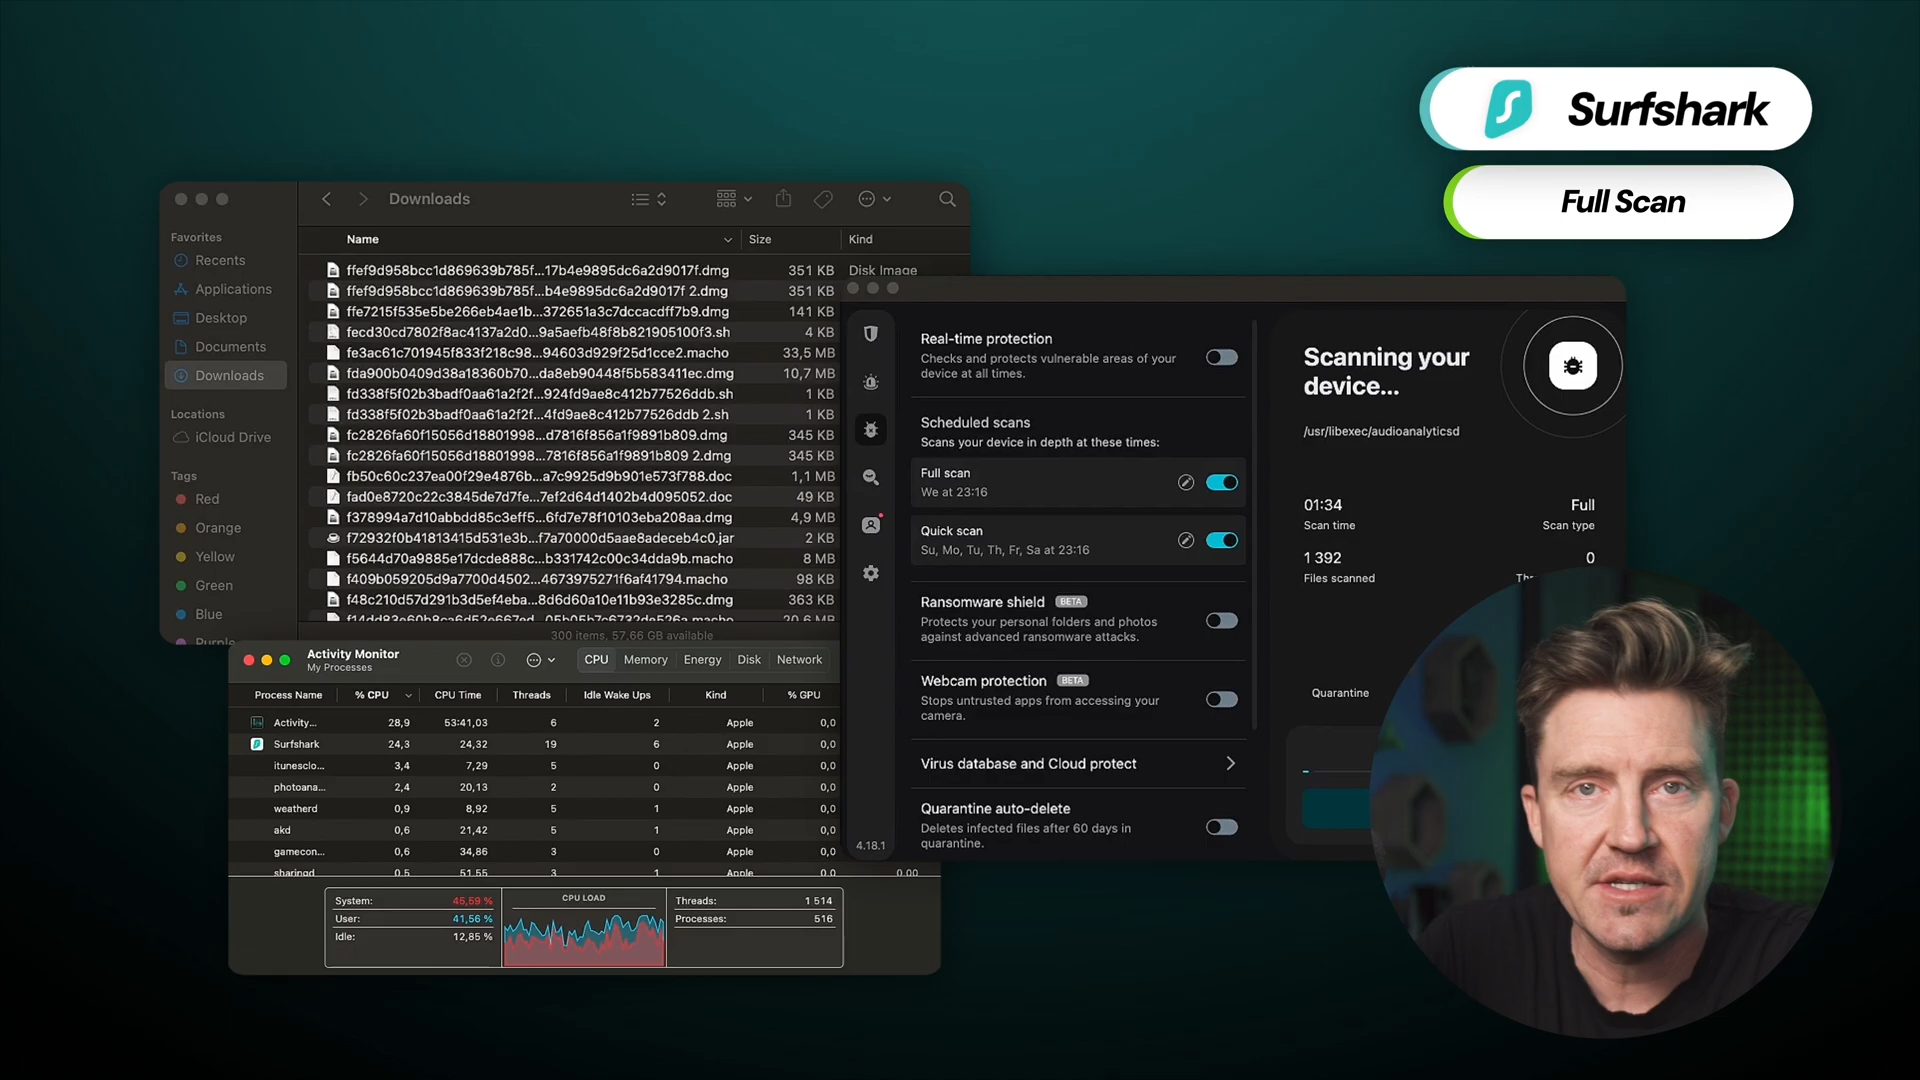 Surfshark
Full Scan
Downloads
Favorites
Recents
Applications
Desktop
Documents
Downloads
Locations
iCloud Drive
Tags
Red
Orange
Yellow
Green
Blue
Purple
Name Size Kind
ffef9d958bcc1d869639b785f...17b4e9895dc6a2d9017f.dmg 351 KB Disk Image
ffef9d958bcc1d869639b785f...b4e9895dc6a2d9017f 2.dmg 351 KB
ffe7215f535e5be266eb4ae1b...372651a3c7dccacdff7b9.dmg 141 KB
fecd30cd7802f8ac4137a2d0...9a5aefb48f8b821905100f3.sh 4 KB
fe3ac61c701945f833f218c98...94603d929f25d1cce2.macho 33,5 MB
fda900b0409d38a18360b70...da8eb90448f5b583411ec.dmg 10,7 MB
fd338f5f02b3badf0aa61a2f2f...924fd9ae8c412b77526ddb.sh 1 KB
fd338f5f02b3badf0aa61a2f2f...4fd9ae8c412b77526ddb 2.sh 1 KB
fc2826fa60f15056d18801998...d7816f856a1f9891b809.dmg 345 KB
fc2826fa60f15056d18801998...7816f856a1f9891b809 2.dmg 345 KB
fb50c60c237ea00f29e4876b...a7c9925d9b901e573f788.doc 1,1 MB
fad0e8720c22c3845de7d7fe...7ef2d64d1402b4d095052.doc 49 KB
f378994a7d10abbdd85c3eff5...6fd7e78f10103eba208aa.dmg 4,9 MB
f72932f0b41813415d531e3b...f7a70000d5aae8adeceb4c0.jar 2 KB
f5644d70a9885e17dcde888c...b331742c00c34dda9b.macho 8 MB
f409b059205d9a7700d4502...4673975271f6af41794.macho 98 KB
f48c210d57d291b3d5ef4eba...8d6d60a10e11b93e3285c.dmg 363 KB
300 items, 57,66 GB available
Activity Monitor
My Processes
CPU Memory Energy Disk Network
Process Name % CPU CPU Time Threads Idle Wake Ups Kind % GPU
Activity... 28,9 53:41,03 6 2 Apple 0,0
Surfshark 24,3 24,32 19 6 Apple 0,0
itunesclo... 3,4 7,29 5 0 Apple 0,0
photoana... 2,4 20,13 2 0 Apple 0,0
weatherd 0,9 8,92 5 1 Apple 0,0
akd 0,6 21,42 5 1 Apple 0,0
gamecon... 0,6 34,86 3 0 Apple 0,0
sharingd 0,5 51,55 3 1 Apple 0,0 0,00
System: 45,59 %
User: 41,56 %
Idle: 12,85 %
CPU LOAD
Threads: 1 514
Processes: 516
Real-time protection
Checks and protects vulnerable areas of your
device at all times.
Scheduled scans
Scans your device in depth at these times:
Full scan
We at 23:16
Quick scan
Su, Mo, Tu, Th, Fr, Sa at 23:16
Ransomware shield BETA
Protects your personal folders and photos
against advanced ransomware attacks.
Webcam protection BETA
Stops untrusted apps from accessing your
camera.
Virus database and Cloud protect
Quarantine auto-delete
Deletes infected files after 60 days in
quarantine.
4.18.1
Scanning your
device...
/usr/libexec/audioanalyticsd
01:34 Full
Scan time Scan type
1 392 0
Files scanned
Quarantine